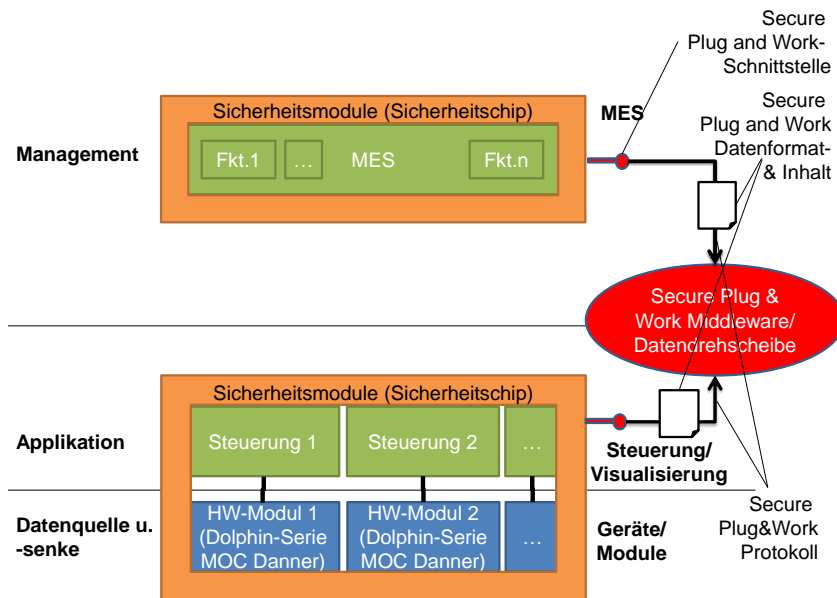 Secure
Plug and Work-
Schnittstelle
Secure
Plug and Work
Datenformat-
& Inhalt
MES
Sicherheitsmodule (Sicherheitschip)
Management
Fkt.1
...
MES
Fkt.n
Secure Plug &
Work Middleware/
Datendrehscheibe
Sicherheitsmodule (Sicherheitschip)
Applikation
Steuerung 1
Steuerung 2
...
Steuerung/
Visualisierung
Datenquelle u.
-senke
HW-Modul 1
(Dolphin-Serie
MOC Danner)
HW-Modul 2
(Dolphin-Serie
MOC Danner)
...
Geräte/
Module
Secure
Plug&Work
Protokoll